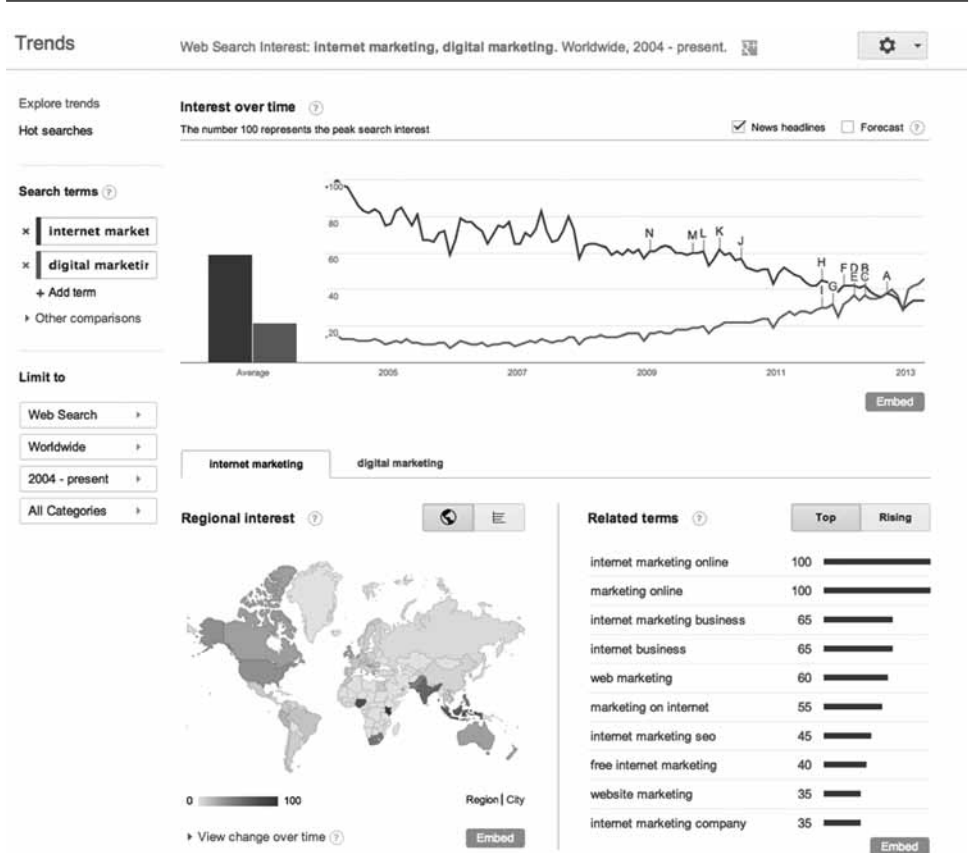 Trends
Web Search Interest: internet marketing, digital marketing. Worldwide, 2004 - present.
Explore trends
Hot searches
Interest over time ?
The number 100 represents the peak search interest
News headlines
Forecast ?
Search terms ?
× internet market
× digital marketir
+ Add term
Other comparisons
100
80
60
40
20
N
M L K
J
H
I
G
F D B
E C
A
Average
2005
2007
2009
2011
2013
Embed
Limit to
Web Search
Worldwide
2004 - present
All Categories
internet marketing
digital marketing
Regional interest ?
0 100
Region | City
View change over time ?
Embed
Related terms ?
Top Rising
internet marketing online 100
marketing online 100
internet marketing business 65
internet business 65
web marketing 60
marketing on internet 55
internet marketing seo 45
free internet marketing 40
website marketing 35
internet marketing company 35
Embed